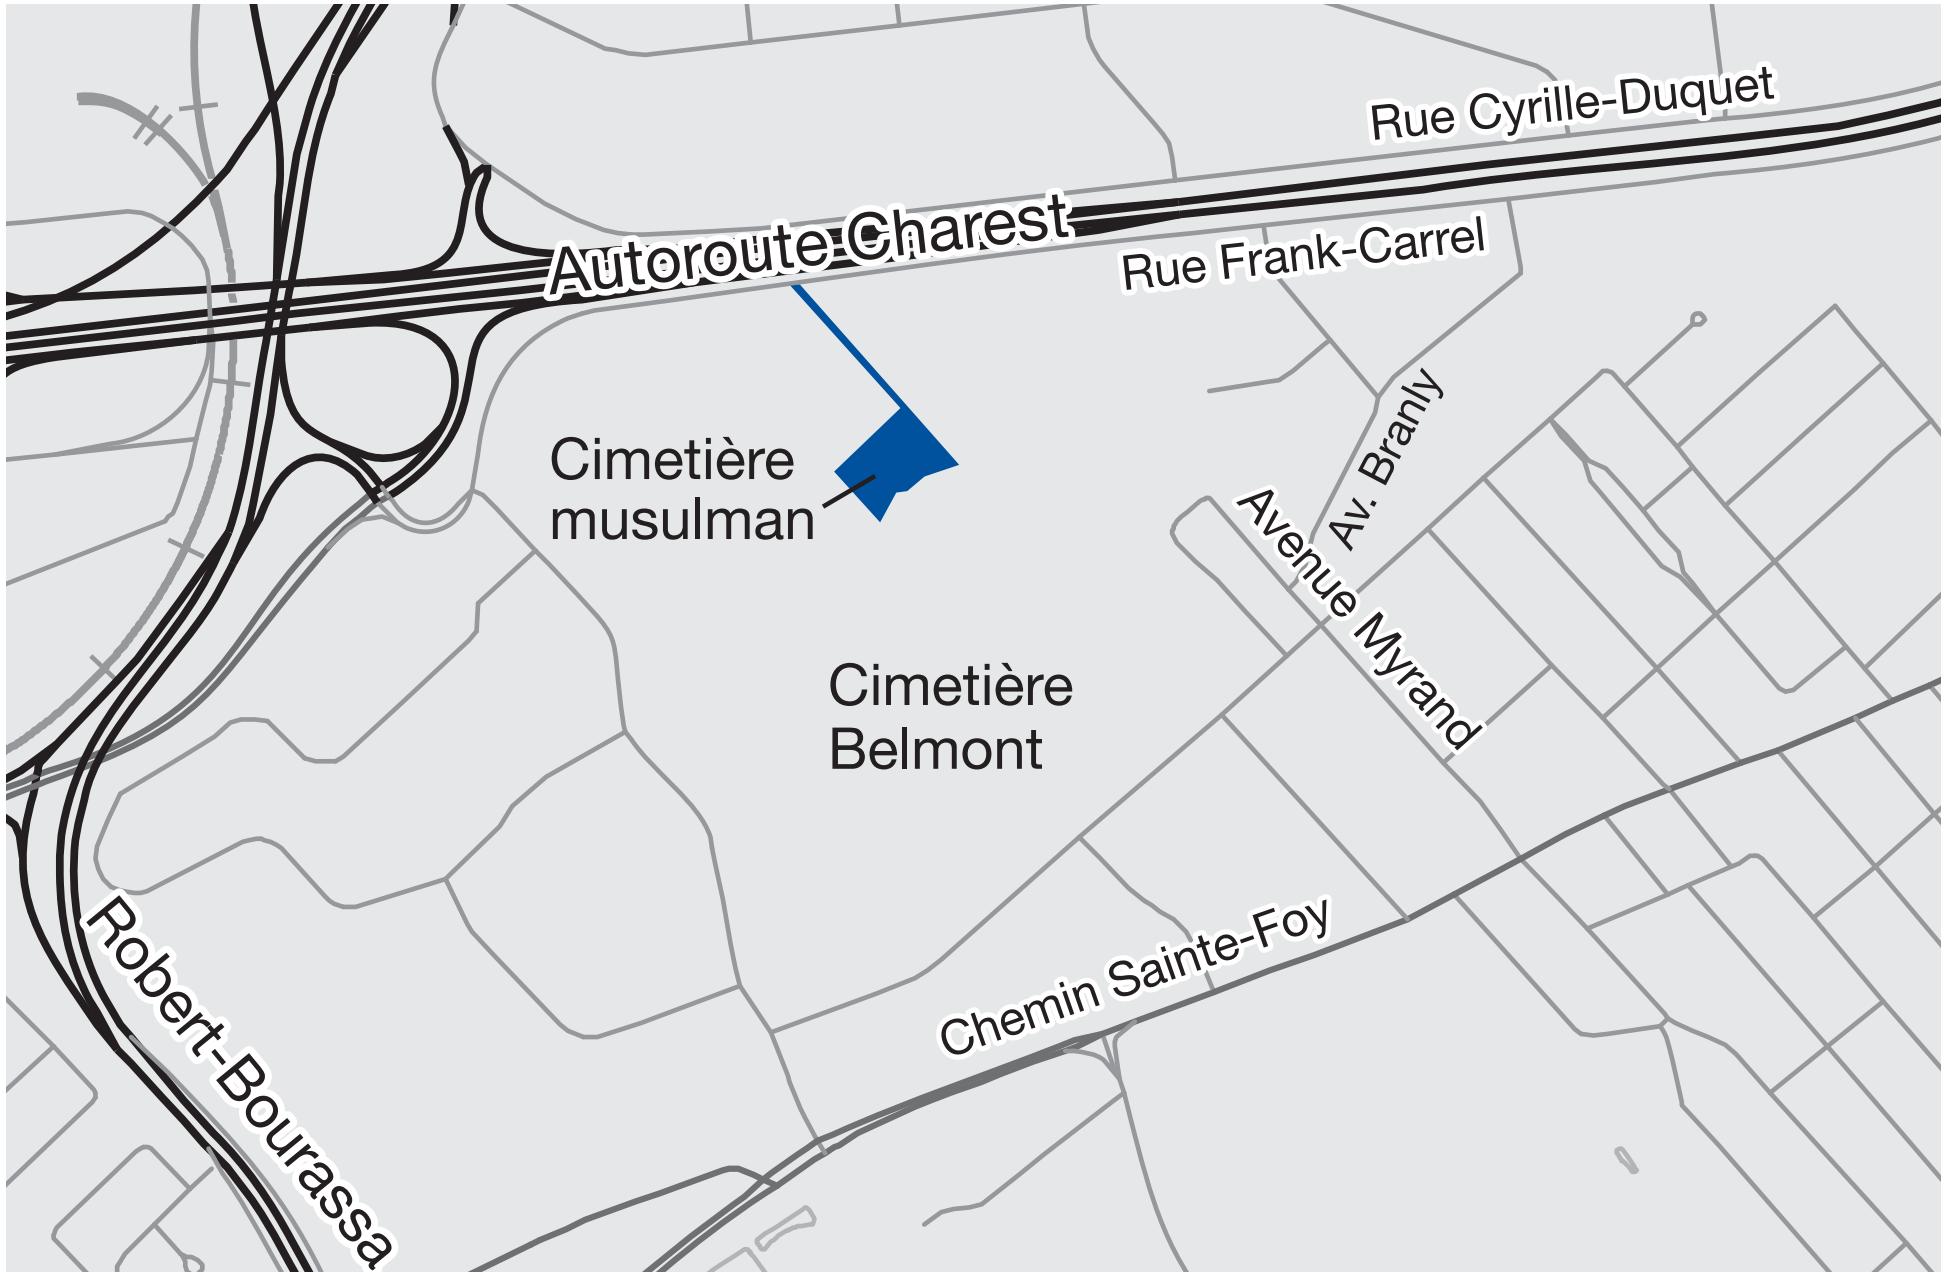 Rue Cyrille-Duquet
Autoroute Charest
Rue Frank-Carrel
Av. Branly
Cimetière
musulman
Avenue Myrand
Cimetière
Belmont
Chemin Sainte-Foy
Robert-Bourassa